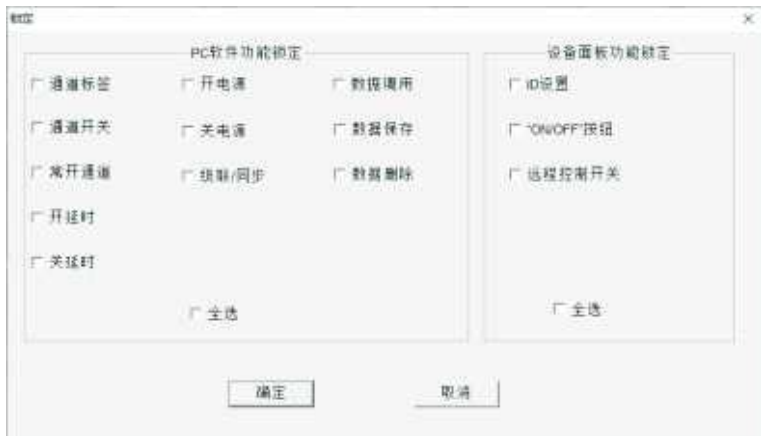 锁定
PC软件功能锁定
设备面板功能锁定
通道标签
开电源
数据调用
ID设置
通道开关
关电源
数据保存
"ON/OFF"按钮
常开通道
级联/同步
数据删除
远程控制开关
开延时
关延时
全选
全选
确定
取消